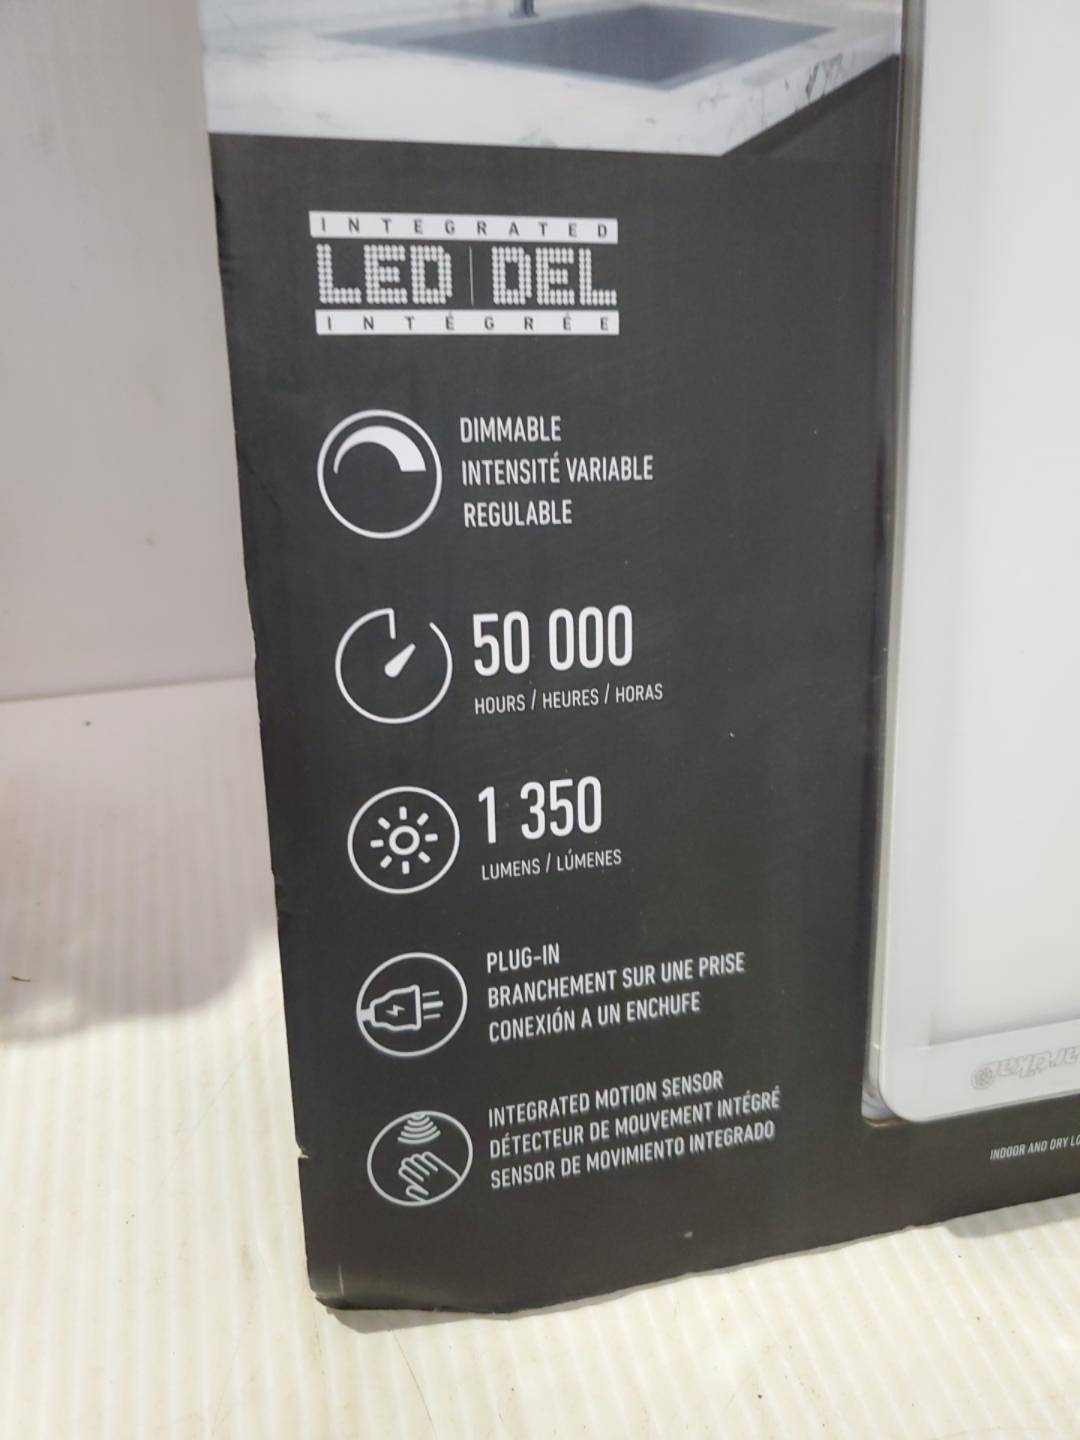 INTEGRATED
LED | DEL
INTÉGRÉE
DIMMABLE
INTENSITÉ VARIABLE
REGULABLE
50 000
HOURS / HEURES / HORAS
1 350
LUMENS / LÚMENES
PLUG-IN
BRANCHEMENT SUR UNE PRISE
CONEXIÓN A UN ENCHUFE
INTEGRATED MOTION SENSOR
DÉTECTEUR DE MOUVEMENT INTÉGRÉ
SENSOR DE MOVIMIENTO INTEGRADO
INDOOR AND DRY